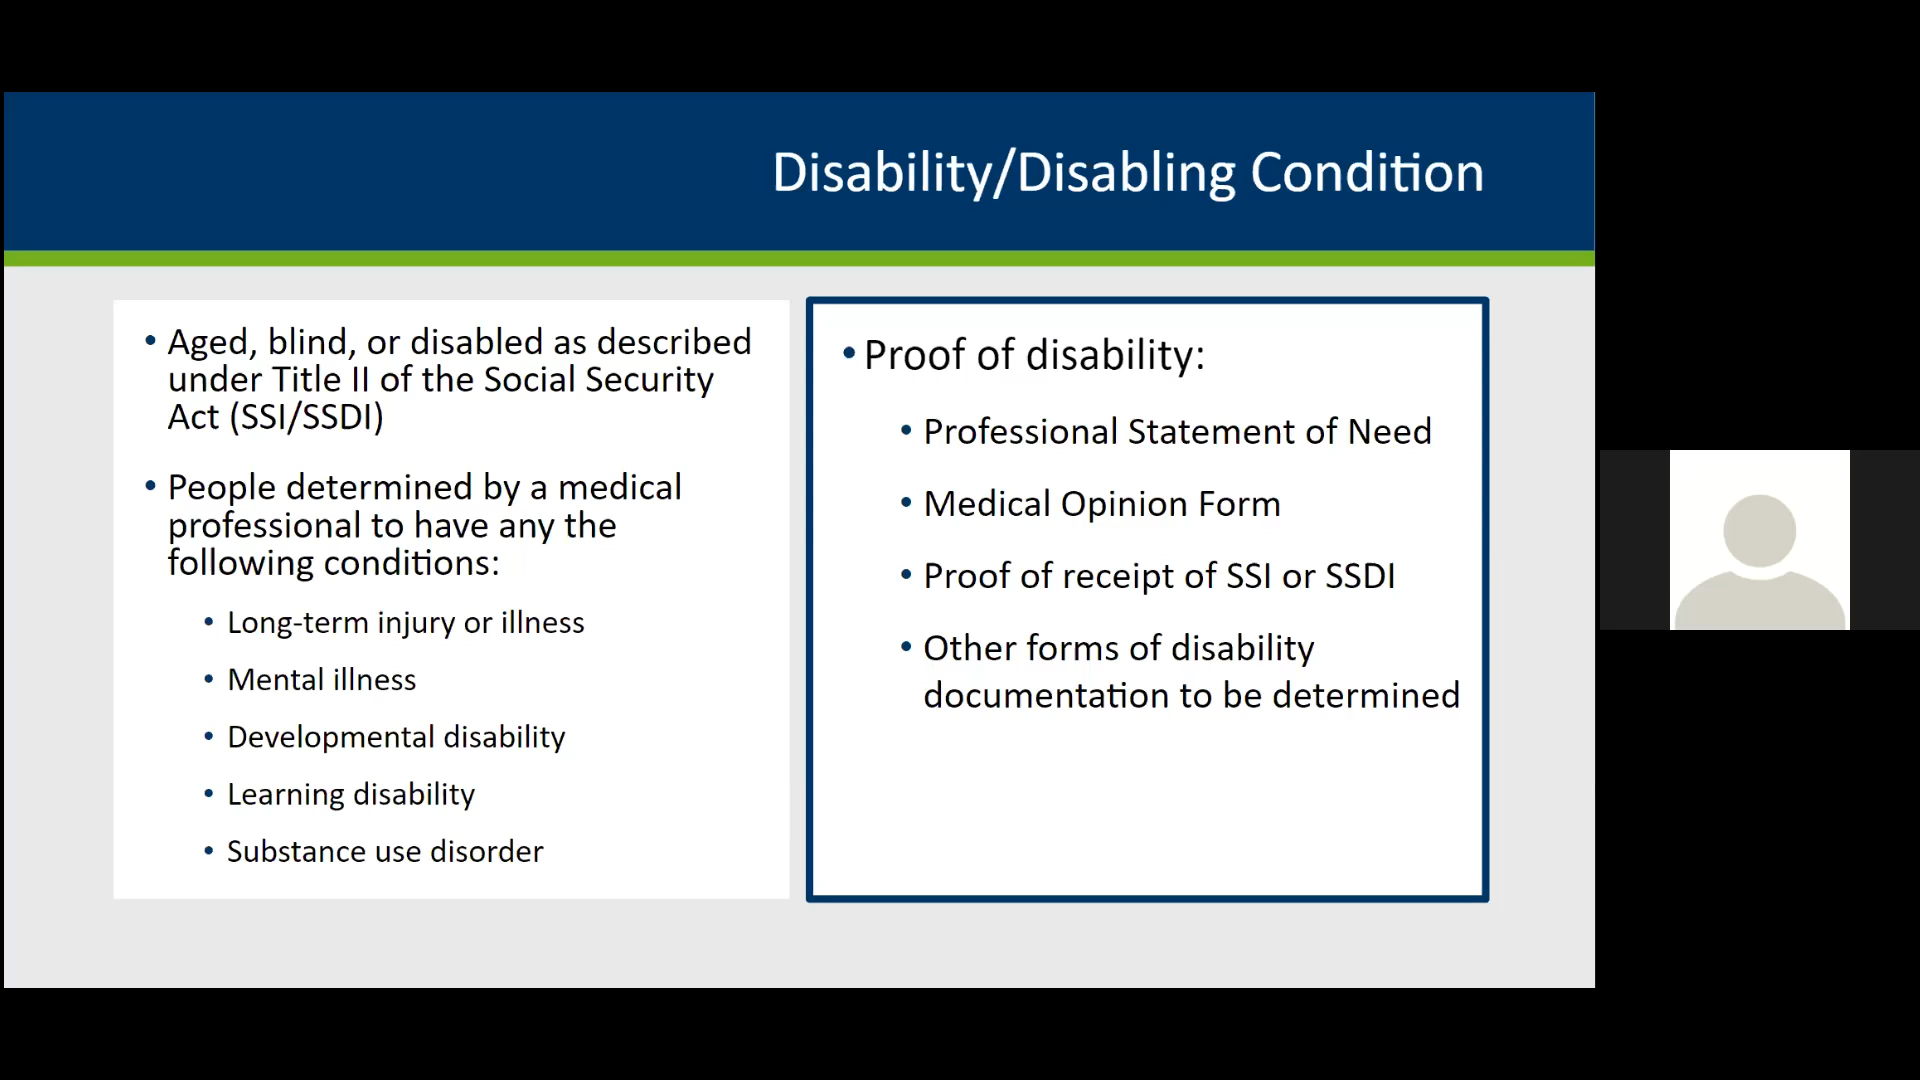 Disability/Disabling Condition
• Aged, blind, or disabled as described
under Title II of the Social Security
Act (SSI/SSDI)
• People determined by a medical
professional to have any the
following conditions:
• Long-term injury or illness
• Mental illness
• Developmental disability
• Learning disability
• Substance use disorder
• Proof of disability:
• Professional Statement of Need
• Medical Opinion Form
• Proof of receipt of SSI or SSDI
• Other forms of disability
documentation to be determined